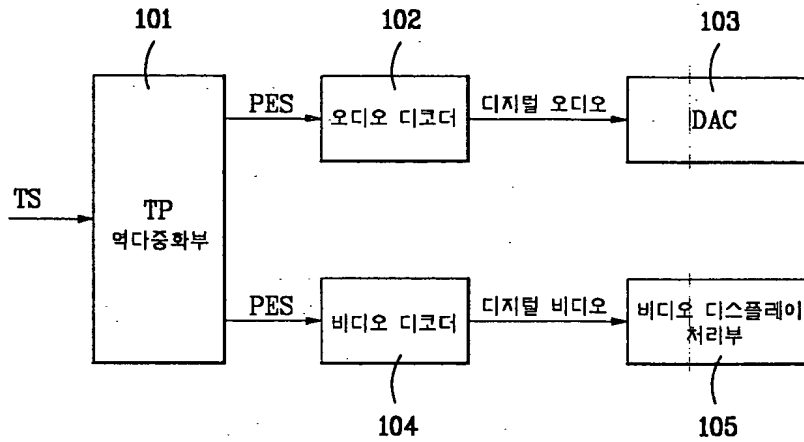 101
102
103
TS
TP
역다중화부
PES
오디오 디코더
디지털 오디오
DAC
PES
비디오 디코더
디지털 비디오
비디오 디스플레이
처리부
104
105